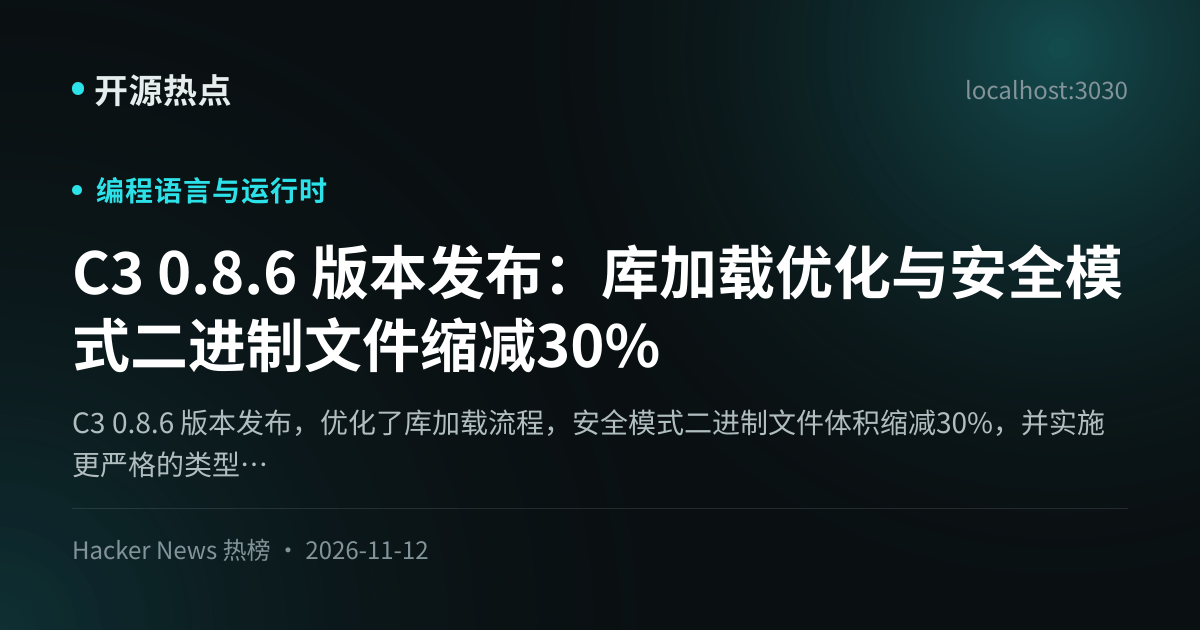 开源热点
localhost:3030
编程语言与运行时
C3 0.8.6 版本发布：库加载优化与安全模
式二进制文件缩减30%
C3 0.8.6 版本发布，优化了库加载流程，安全模式二进制文件体积缩减30%，并实施
更严格的类型…
Hacker News 热榜 • 2026-11-12